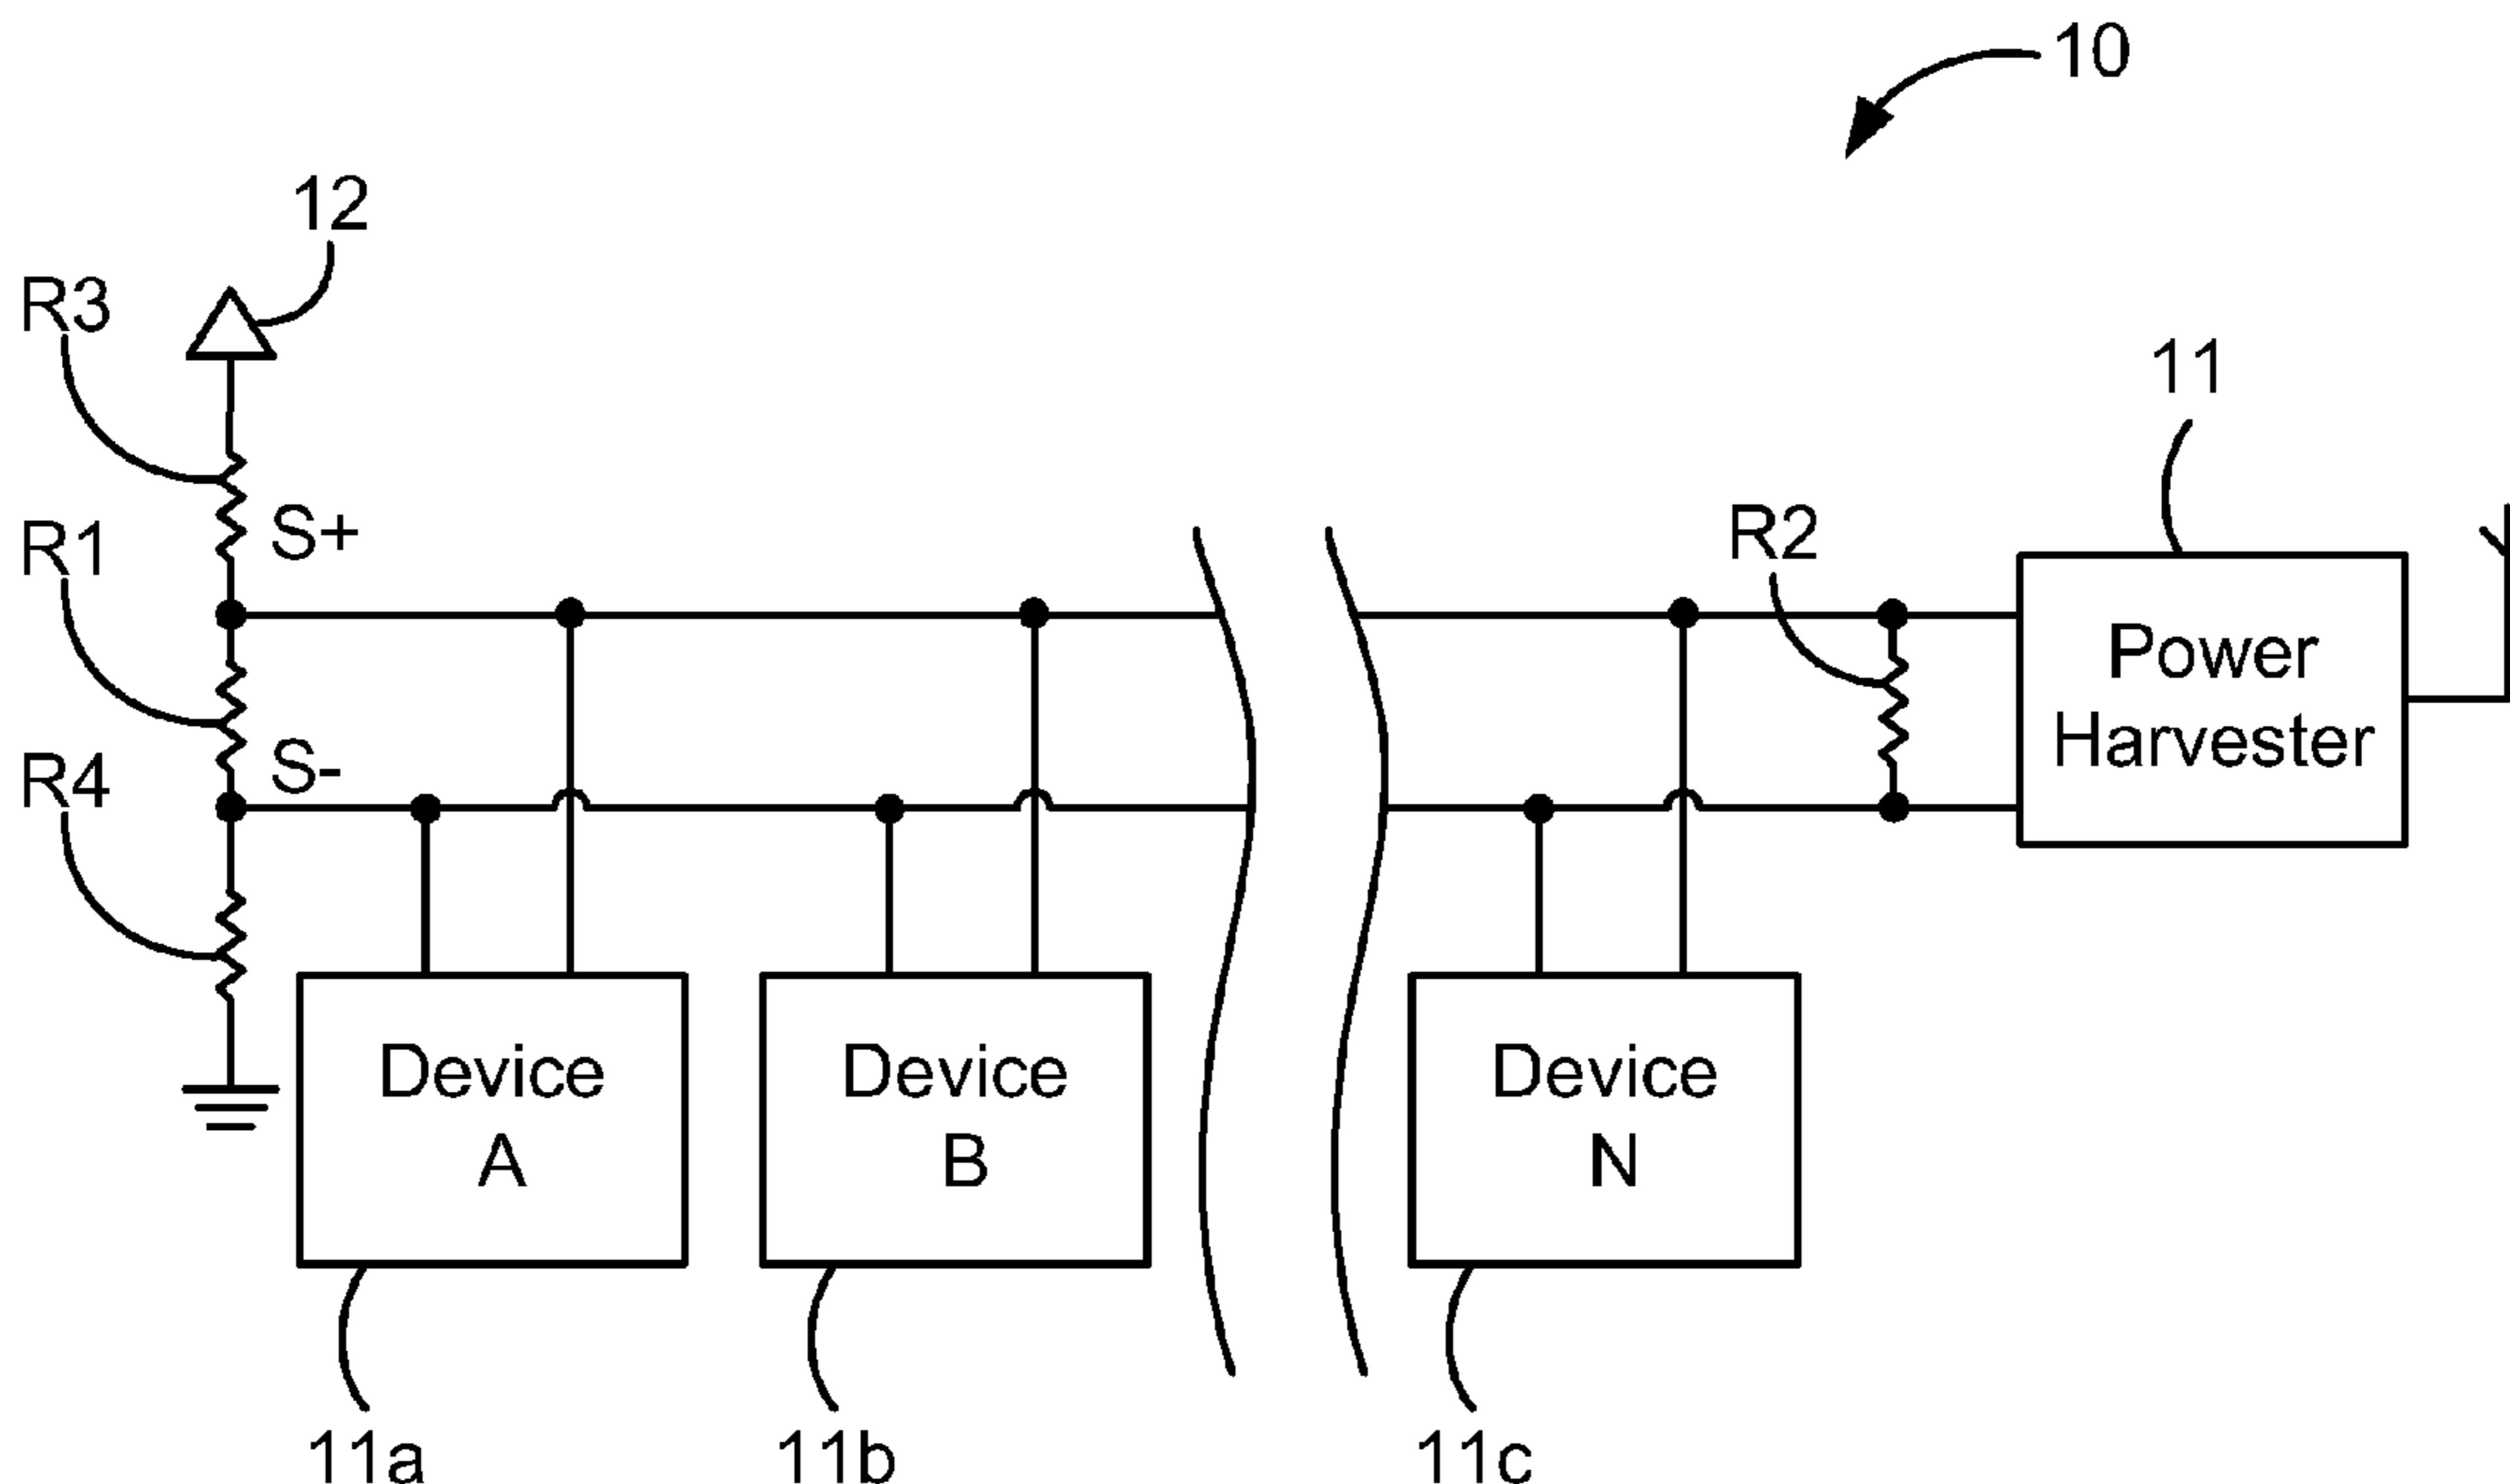 10
12
R3
11
S+
R2
R1
Power
Harvester
S-
R4
Device
A
Device
B
Device
N
11a
11b
11c